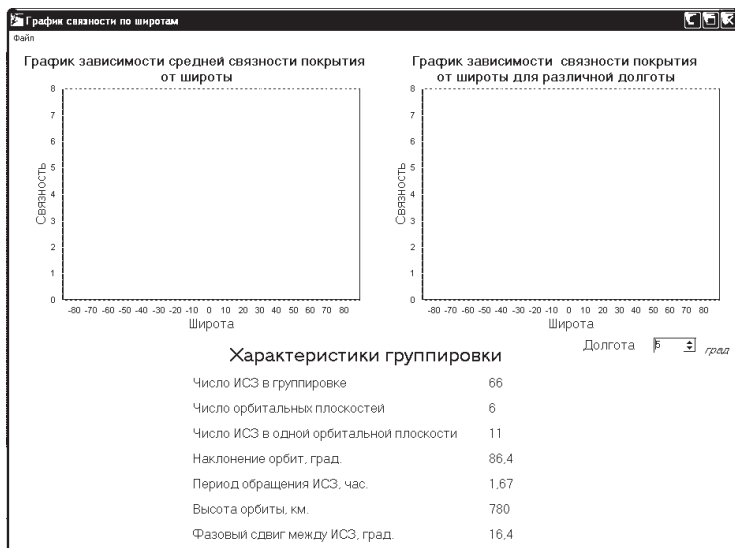 График связности по широтам
Файл
График зависимости средней связности покрытия
от широты
График зависимости связности покрытия
от широты для различной долготы
8
7
6
5
4
3
2
1
0
Связность
-80 -70 -60 -50 -40 -30 -20 -10 0 10 20 30 40 50 60 70 80
Широта
8
7
6
5
4
3
2
1
0
Связность
-80 -70 -60 -50 -40 -30 -20 -10 0 10 20 30 40 50 60 70 80
Широта
Долгота 5 град
Характеристики группировки
Число ИСЗ в группировке 66
Число орбитальных плоскостей 6
Число ИСЗ в одной орбитальной плоскости 11
Наклонение орбит, град. 86,4
Период обращения ИСЗ, час. 1,67
Высота орбиты, км. 780
Фазовый сдвиг между ИСЗ, град. 16,4